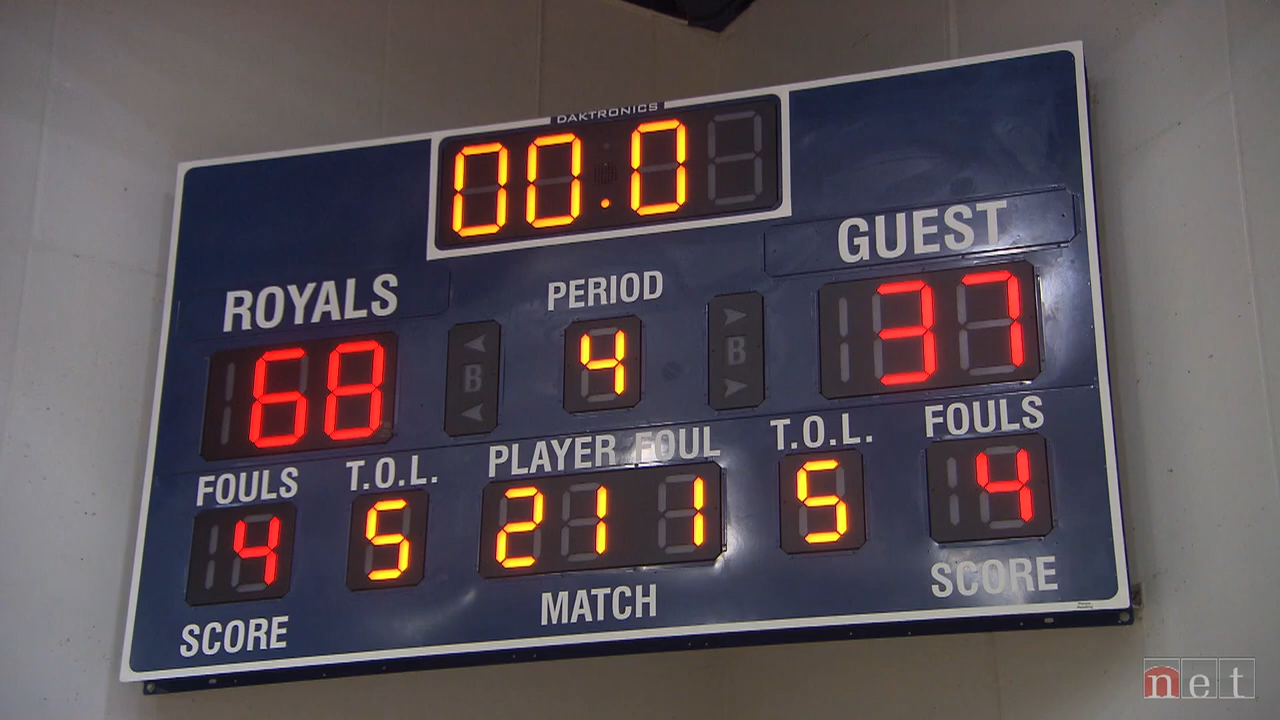 DAKTRONICS
00.0
GUEST
ROYALS
PERIOD
68
B
4
B
37
FOULS
T.O.L.
PLAYER FOUL
T.O.L.
FOULS
4
5
21 1
5
4
SCORE
MATCH
SCORE
net